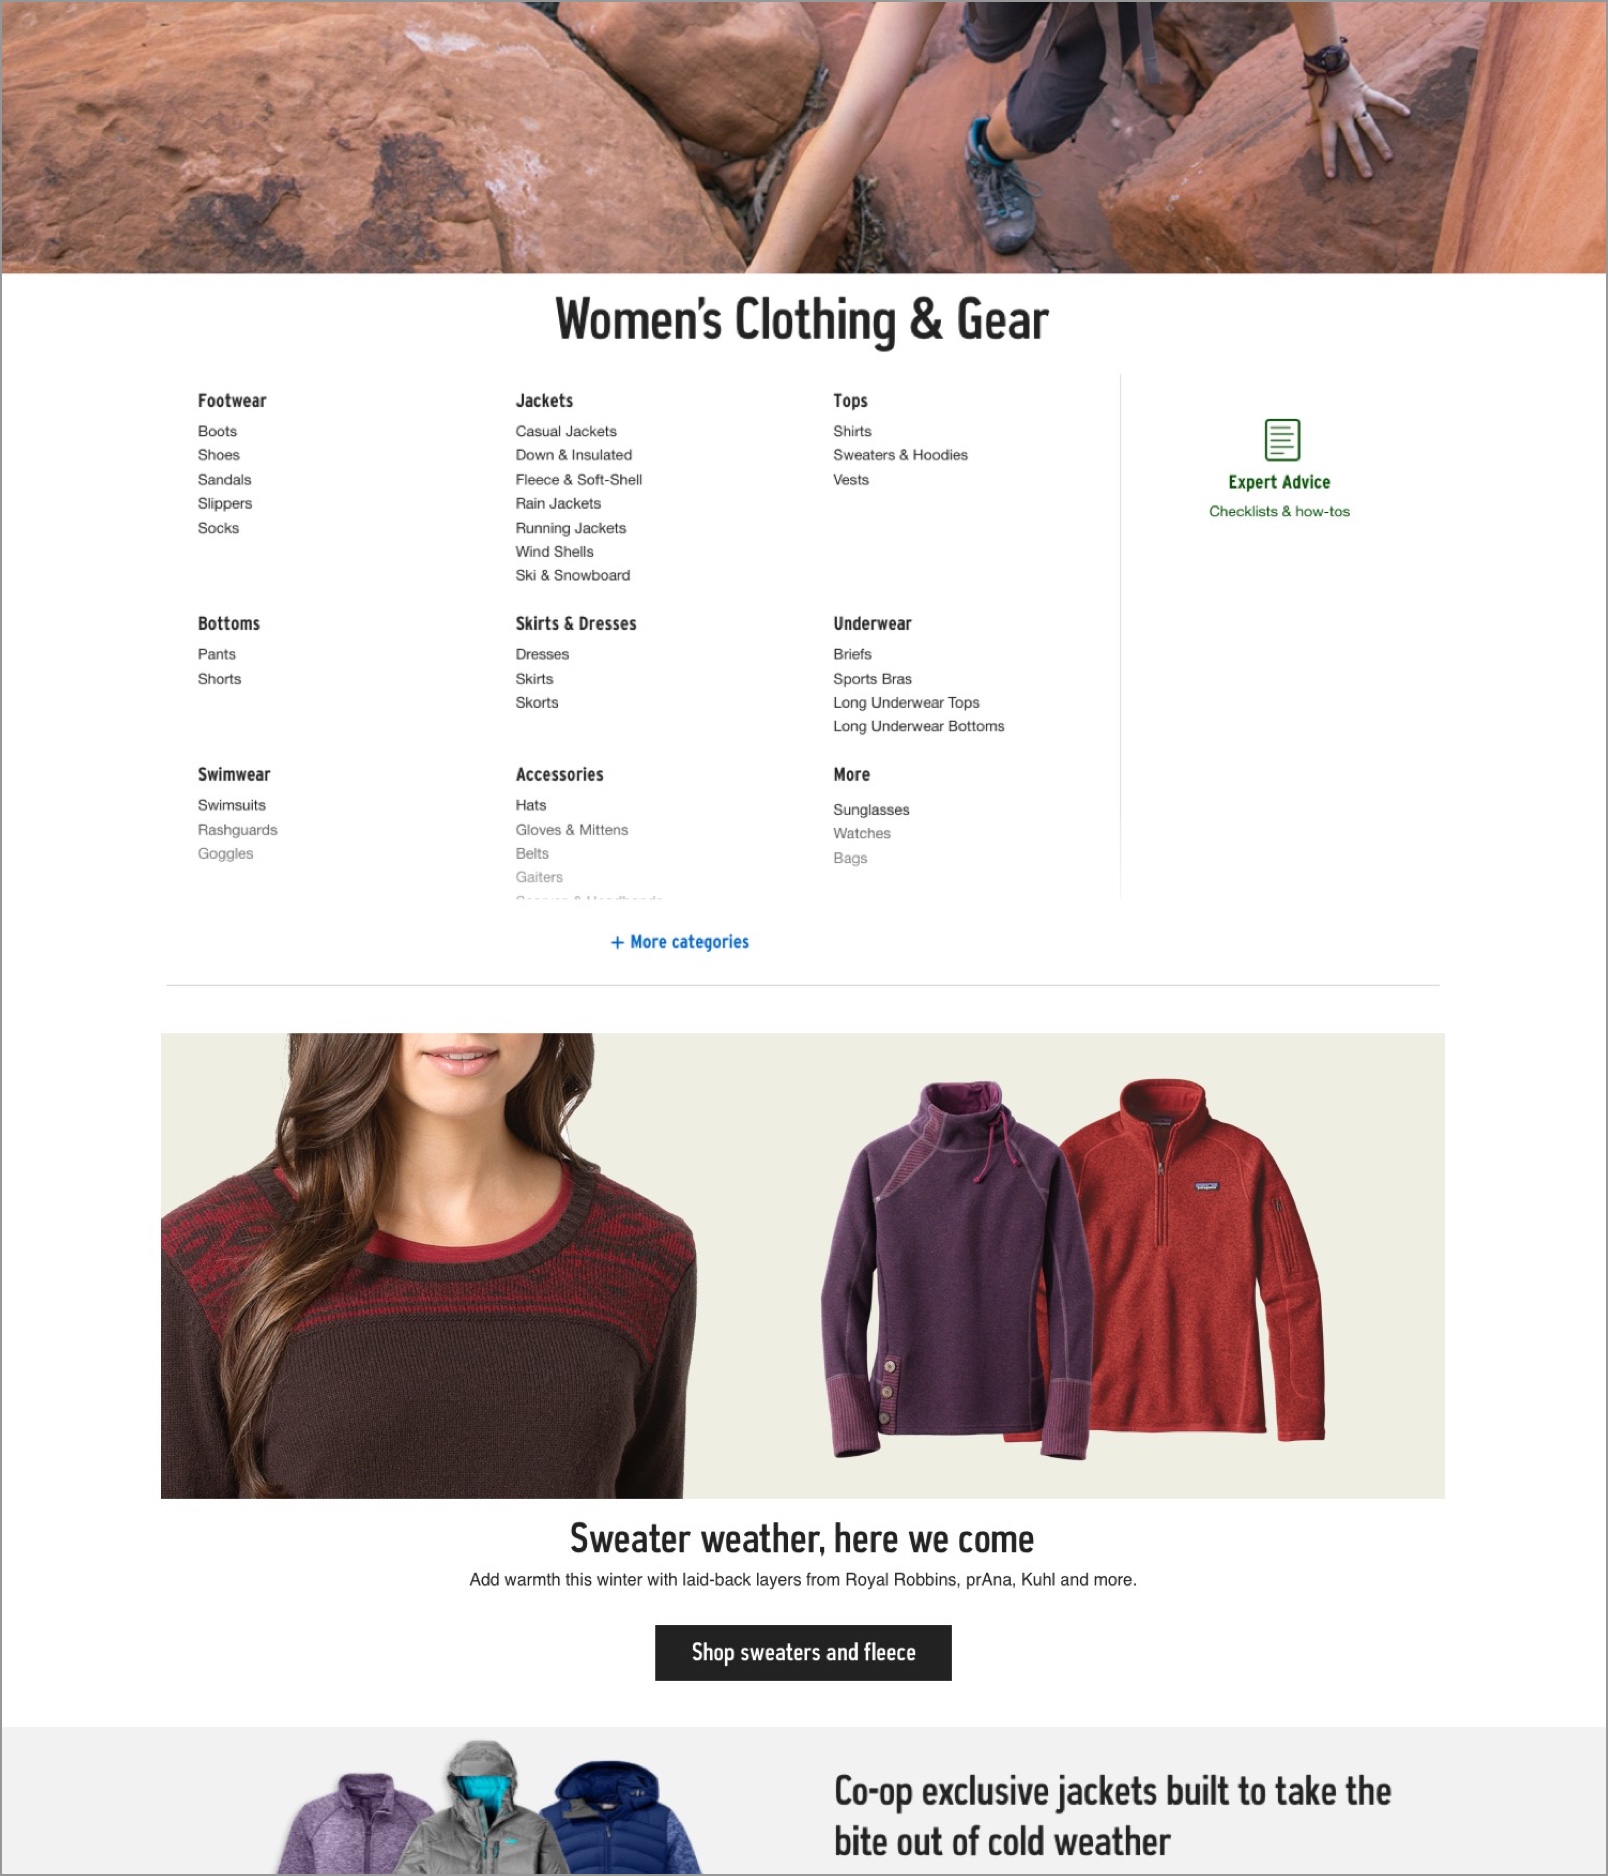 Women's Clothing & Gear
Footwear
Boots
Shoes
Sandals
Slippers
Socks
Jackets
Casual Jackets
Down & Insulated
Fleece & Soft-Shell
Rain Jackets
Running Jackets
Wind Shells
Ski & Snowboard
Tops
Shirts
Sweaters & Hoodies
Vests
Expert Advice
Checklists & how-tos
Bottoms
Pants
Shorts
Skirts & Dresses
Dresses
Skirts
Skorts
Underwear
Briefs
Sports Bras
Long Underwear Tops
Long Underwear Bottoms
Swimwear
Swimsuits
Rashguards
Goggles
Accessories
Hats
Gloves & Mittens
Belts
Gaiters
More
Sunglasses
Watches
Bags
+ More categories
Sweater weather, here we come
Add warmth this winter with laid-back layers from Royal Robbins, prAna, Kuhl and more.
Shop sweaters and fleece
Co-op exclusive jackets built to take the
bite out of cold weather